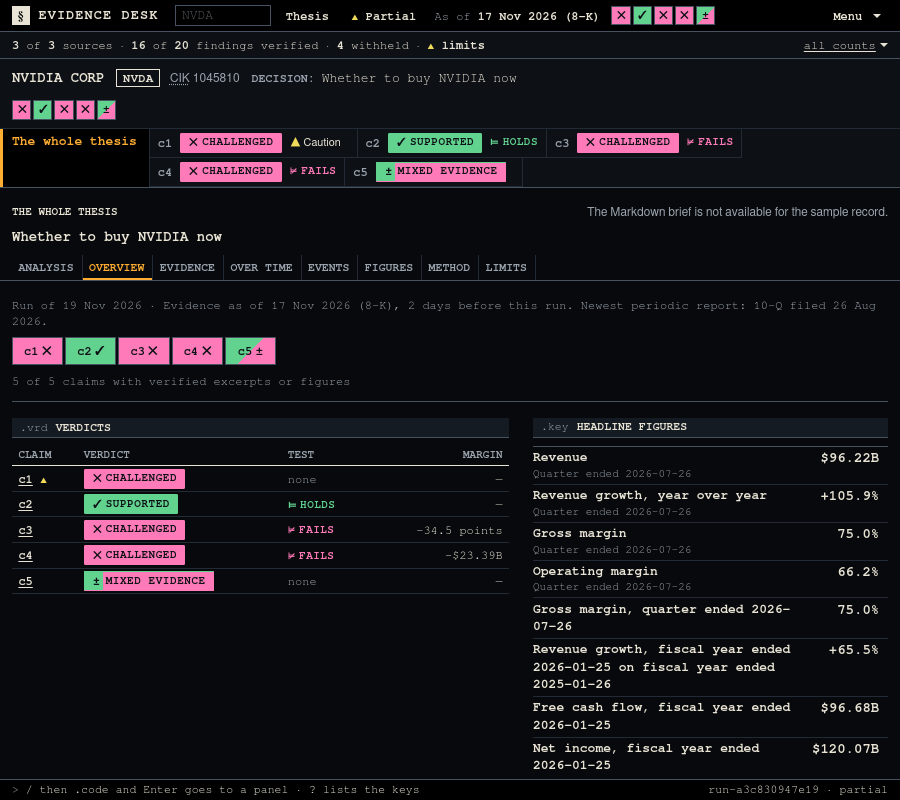 § EVIDENCE DESK NVDA Thesis ▲ Partial As of 17 Nov 2026 (8-K) ✕ ✓ ✕ ✕ ± Menu
3 of 3 sources · 16 of 20 findings verified · 4 withheld · ▲ limits all counts
NVIDIA CORP NVDA CIK 1045810 DECISION: Whether to buy NVIDIA now
✕ ✓ ✕ ✕ ±
The whole thesis c1 ✕ CHALLENGED ▲ Caution c2 ✓ SUPPORTED ⊨ HOLDS c3 ✕ CHALLENGED ⊭ FAILS
c4 ✕ CHALLENGED ⊭ FAILS c5 ± MIXED EVIDENCE
THE WHOLE THESIS The Markdown brief is not available for the sample record.
Whether to buy NVIDIA now
ANALYSIS OVERVIEW EVIDENCE OVER TIME EVENTS FIGURES METHOD LIMITS
Run of 19 Nov 2026 · Evidence as of 17 Nov 2026 (8-K), 2 days before this run. Newest periodic report: 10-Q filed 26 Aug
2026.
c1 ✕ c2 ✓ c3 ✕ c4 ✕ c5 ±
5 of 5 claims with verified excerpts or figures
.vrd VERDICTS
CLAIM VERDICT TEST MARGIN
c1 ▲ ✕ CHALLENGED none —
c2 ✓ SUPPORTED ⊨ HOLDS —
c3 ✕ CHALLENGED ⊭ FAILS −34.5 points
c4 ✕ CHALLENGED ⊭ FAILS −$23.39B
c5 ± MIXED EVIDENCE none —
.key HEADLINE FIGURES
Revenue $96.22B
Quarter ended 2026-07-26
Revenue growth, year over year +105.9%
Quarter ended 2026-07-26
Gross margin 75.0%
Quarter ended 2026-07-26
Operating margin 66.2%
Quarter ended 2026-07-26
Gross margin, quarter ended 2026-07-26 75.0%
Revenue growth, fiscal year ended +65.5%
2026-01-25 on fiscal year ended
2025-01-26
Free cash flow, fiscal year ended $96.68B
2026-01-25
Net income, fiscal year ended $120.07B
2026-01-25
> / then .code and Enter goes to a panel · ? lists the keys run-a3c830947e19 · partial